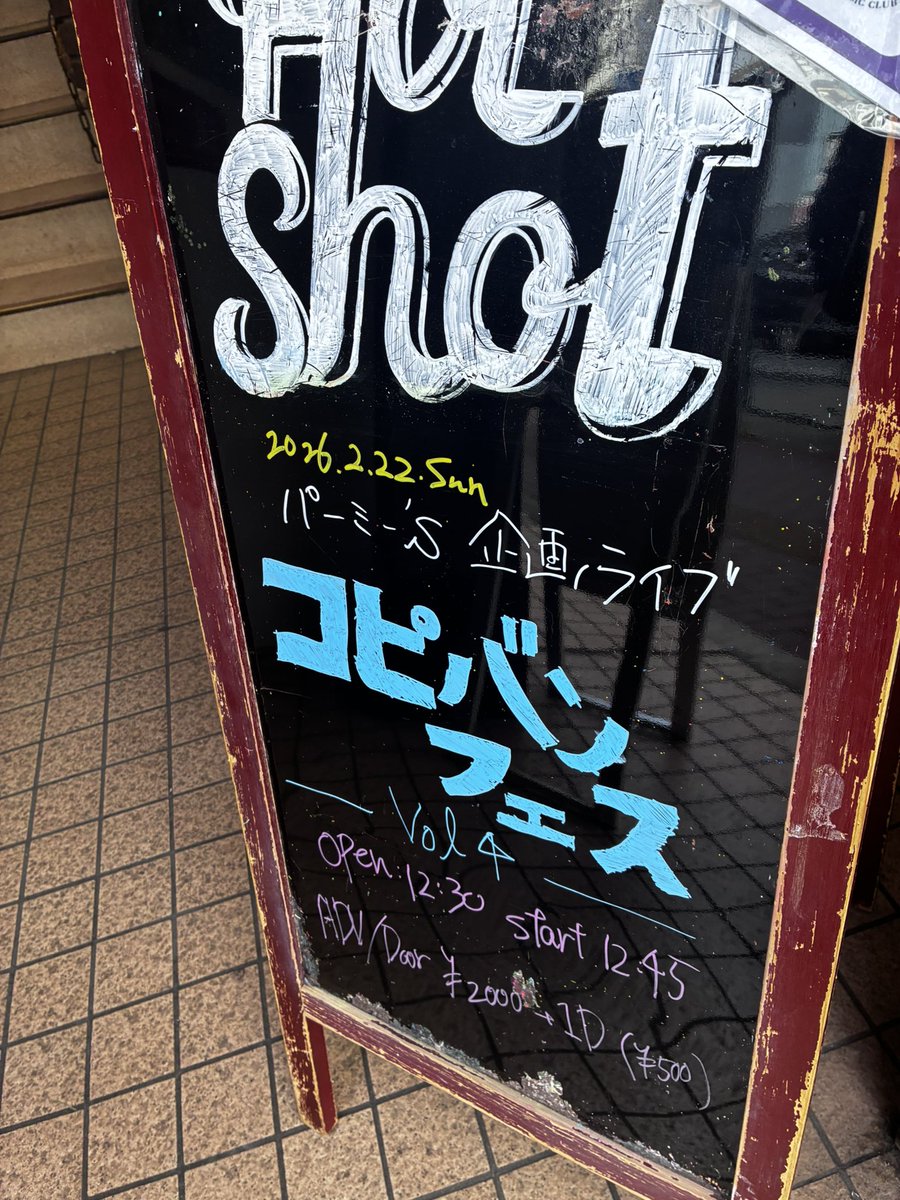 Hot
Shot
2026.2.22.Sun
パーミー'S 企画ライブ
コピバン
フェス
Vol 4
open 12:30 start 12:45
ADV/Door ¥2000+1D (¥500)